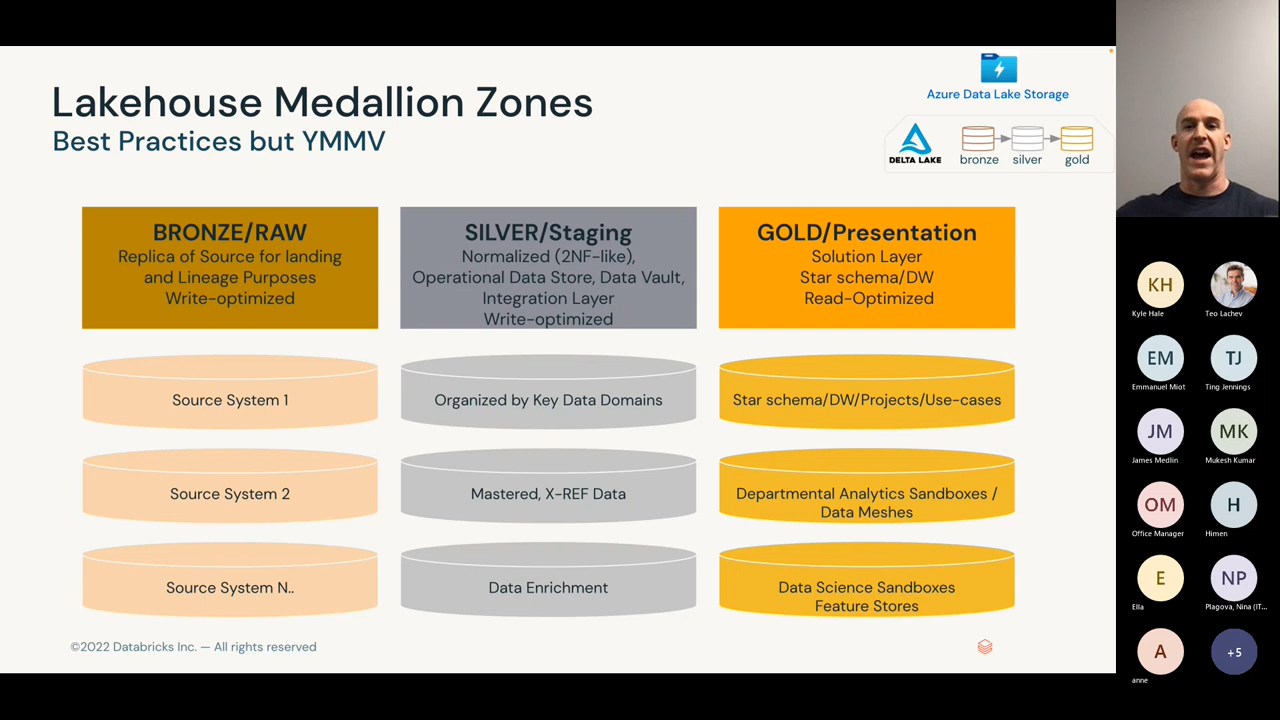 Lakehouse Medallion Zones
Best Practices but YMMV
Azure Data Lake Storage
DELTA LAKE
bronze
silver
gold
BRONZE/RAW
Replica of Source for landing
and Lineage Purposes
Write-optimized
SILVER/Staging
Normalized (2NF-like),
Operational Data Store, Data Vault,
Integration Layer
Write-optimized
GOLD/Presentation
Solution Layer
Star schema/DW
Read-Optimized
Source System 1
Organized by Key Data Domains
Star schema/DW/Projects/Use-cases
Source System 2
Mastered, X-REF Data
Departmental Analytics Sandboxes /
Data Meshes
Source System N..
Data Enrichment
Data Science Sandboxes
Feature Stores
©2022 Databricks Inc. — All rights reserved
KH
Kyle Hale
Teo Lachev
EM
Emmanuel Miot
TJ
Ting Jennings
JM
James Medlin
MK
Mukesh Kumar
OM
Office Manager
H
Himen
E
Ella
NP
Plagova, Nina (IT...
A
anne
+5